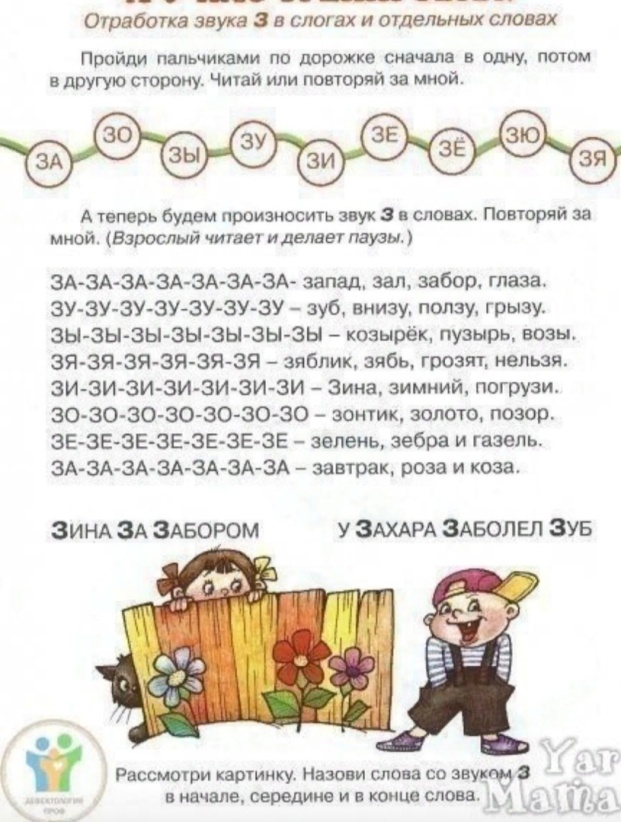 Отработка звука З в слогах и отдельных словах
Пройди пальчиками по дорожке сначала в одну, потом
в другую сторону. Читай или повторяй за мной.
ЗА ЗО ЗЫ ЗУ ЗИ ЗЕ ЗЁ ЗЮ ЗЯ
А теперь будем произносить звук З в словах. Повторяй за
мной. (Взрослый читает и делает паузы.)
ЗА-ЗА-ЗА-ЗА-ЗА-ЗА-ЗА- запад, зал, забор, глаза.
ЗУ-ЗУ-ЗУ-ЗУ-ЗУ-ЗУ-ЗУ – зуб, внизу, ползу, грызу.
ЗЫ-ЗЫ-ЗЫ-ЗЫ-ЗЫ-ЗЫ-ЗЫ – козырёк, пузырь, возы.
ЗЯ-ЗЯ-ЗЯ-ЗЯ-ЗЯ-ЗЯ – зяблик, зябь, грозят, нельзя.
ЗИ-ЗИ-ЗИ-ЗИ-ЗИ-ЗИ-ЗИ – Зина, зимний, погрузи.
ЗО-ЗО-ЗО-ЗО-ЗО-ЗО-ЗО – зонтик, золото, позор.
ЗЕ-ЗЕ-ЗЕ-ЗЕ-ЗЕ-ЗЕ-ЗЕ – зелень, зебра и газель.
ЗА-ЗА-ЗА-ЗА-ЗА-ЗА-ЗА – завтрак, роза и коза.
ЗИНА ЗА ЗАБОРОМ
У ЗАХАРА ЗАБОЛЕЛ ЗУБ
Рассмотри картинку. Назови слова со звуком З
в начале, середине и в конце слова.
ДЕФЕКТОЛОГИЯ
ПРОФ
Yar
Mama